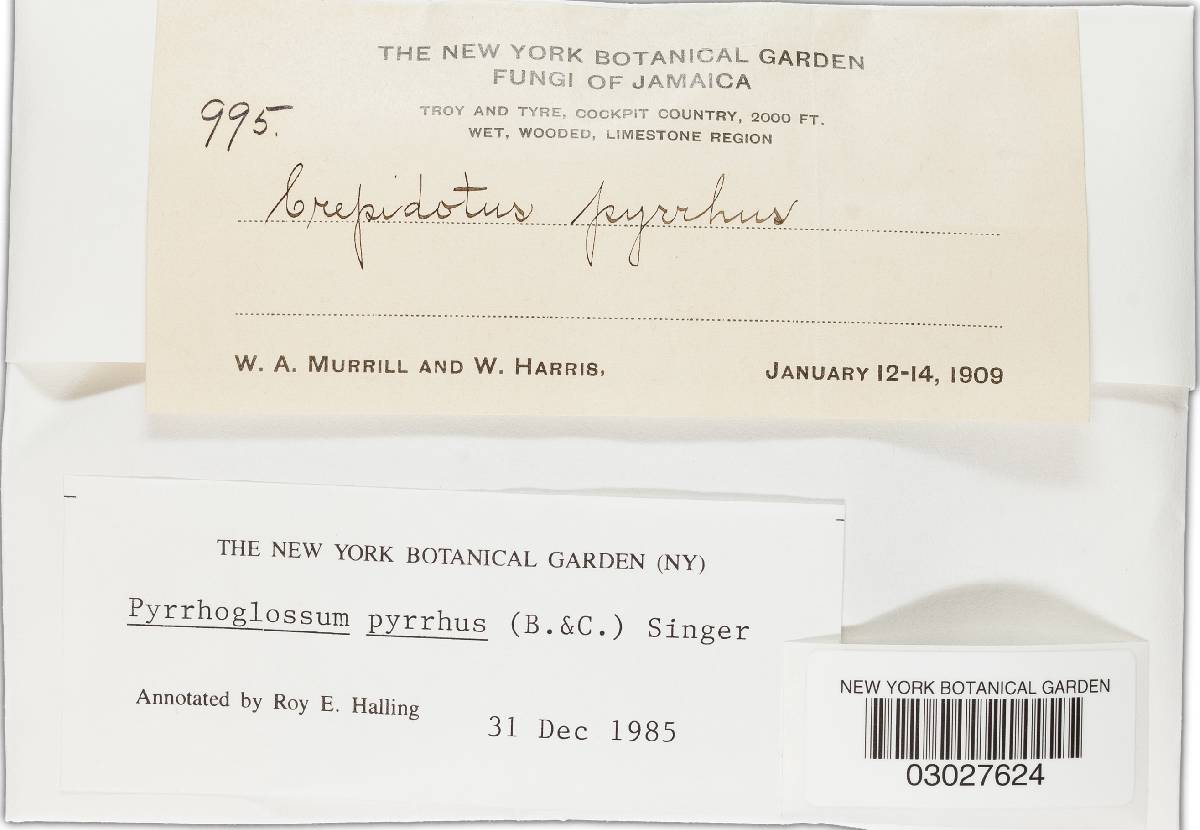 THE NEW YORK BOTANICAL GARDEN
FUNGI OF JAMAICA
TROY AND TYRE, COCKPIT COUNTRY, 2000 FT.
WET, WOODED, LIMESTONE REGION
995.
Crepidotus pyrrhus
W. A. MURRILL AND W. HARRIS,
JANUARY 12-14, 1909
THE NEW YORK BOTANICAL GARDEN (NY)
Pyrrhoglossum pyrrhus (B.&C.) Singer
Annotated by Roy E. Halling
31 Dec 1985
NEW YORK BOTANICAL GARDEN
03027624